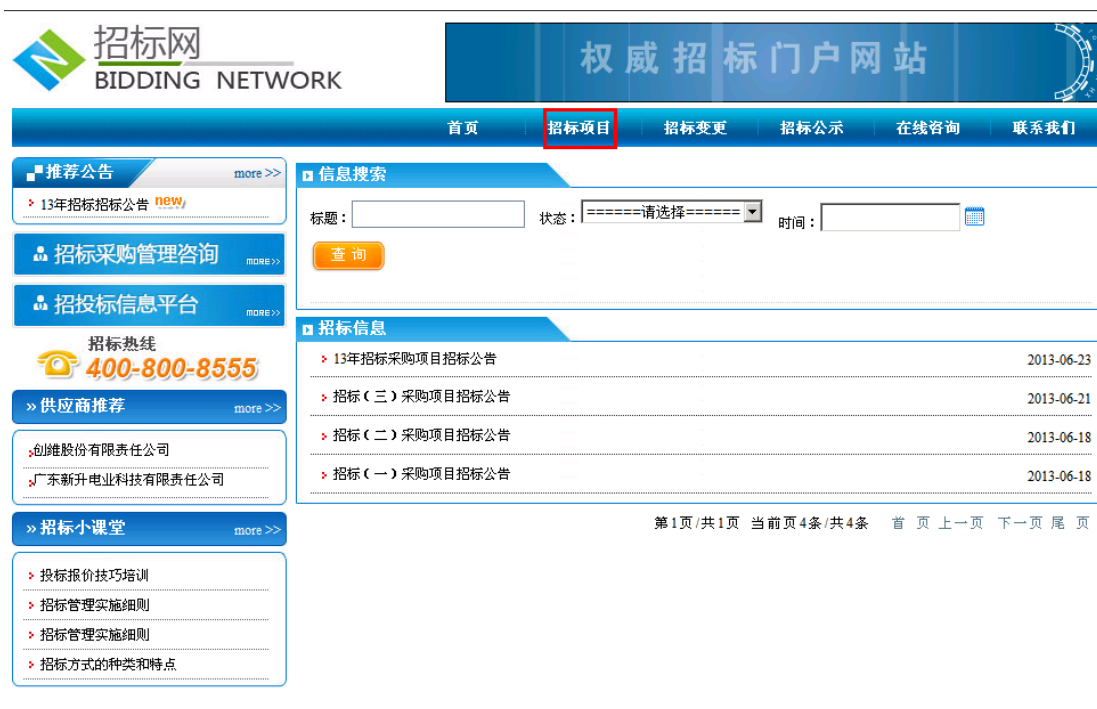 招标网
BIDDING NETWORK
权威招标门户网站
首页 招标项目 招标变更 招标公示 在线咨询 联系我们
推荐公告 more >>
13年招标招标公告 new
招标采购管理咨询 MORE>>
招投标信息平台 MORE>>
招标热线
400-800-8555
»供应商推荐 more >>
创维股份有限责任公司
广东新升电业科技有限责任公司
»招标小课堂 more >>
投标报价技巧培训
招标管理实施细则
招标管理实施细则
招标方式的种类和特点
信息搜索
标题： 状态： ======请选择====== 时间：
查 询
招标信息
13年招标采购项目招标公告 2013-06-23
招标（三）采购项目招标公告 2013-06-21
招标（二）采购项目招标公告 2013-06-18
招标（一）采购项目招标公告 2013-06-18
第1页/共1页 当前页4条/共4条 首 页 上一页 下一页 尾 页